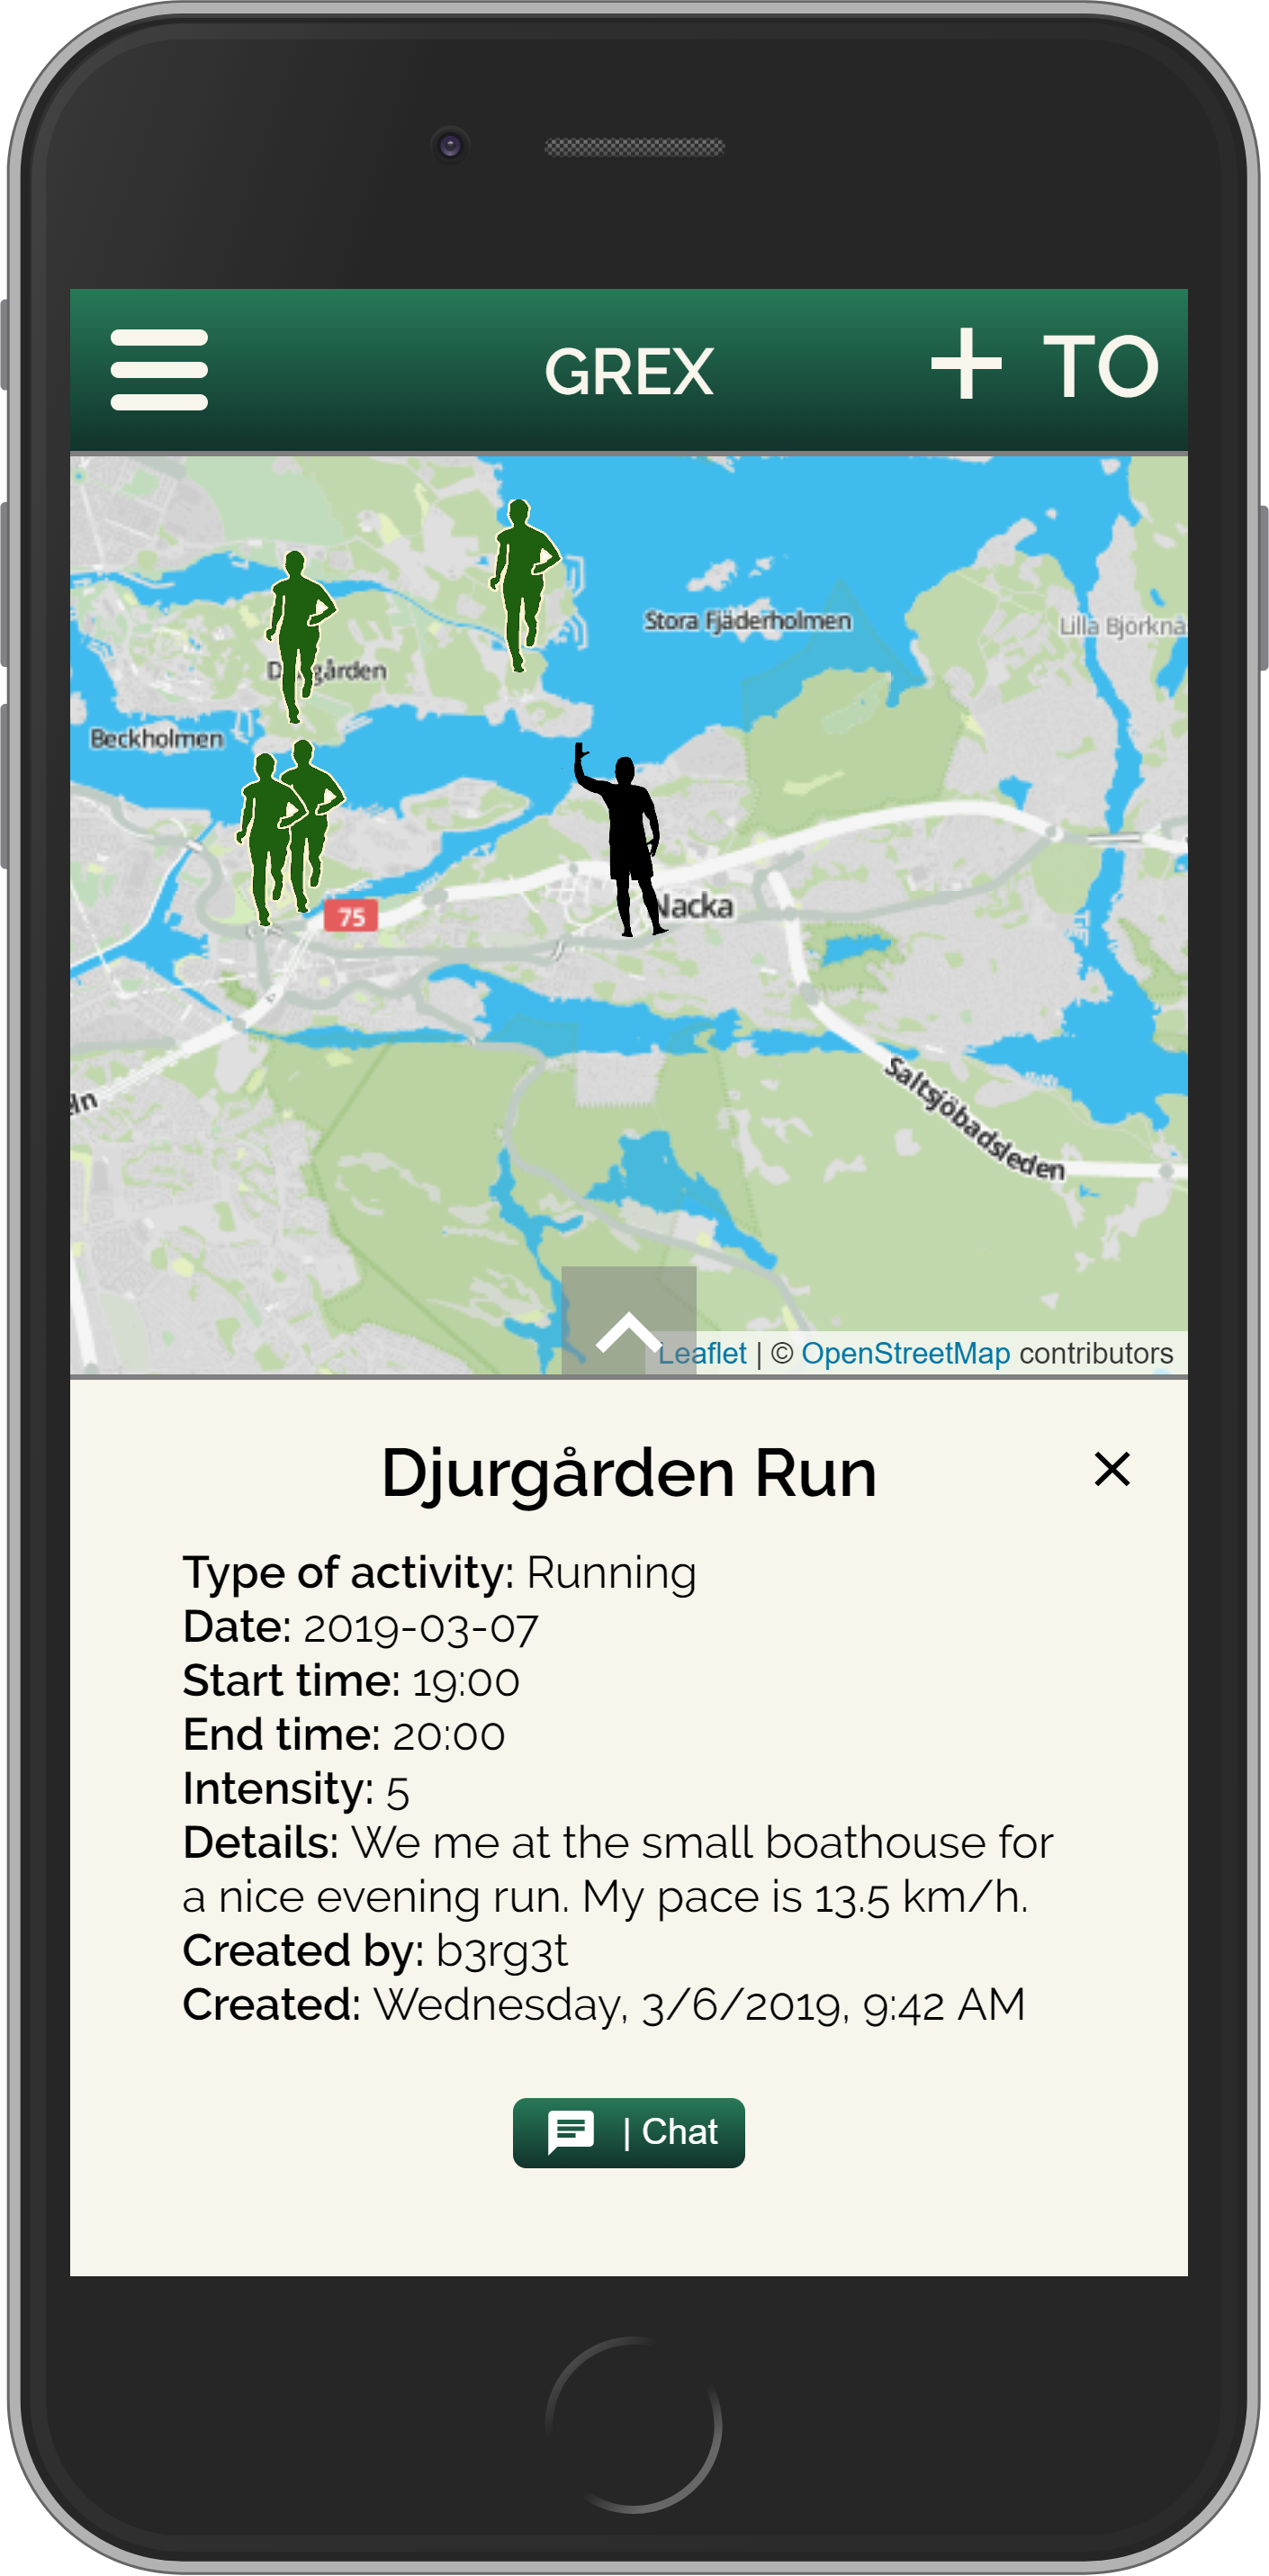 GREX
+ TO
Stora Fjäderholmen
Lilla Björknä
Beckholmen
75
Nacka
Saltsjöbadsleden
Leaflet | © OpenStreetMap contributors
Djurgården Run
Type of activity: Running
Date: 2019-03-07
Start time: 19:00
End time: 20:00
Intensity: 5
Details: We me at the small boathouse for
a nice evening run. My pace is 13.5 km/h.
Created by: b3rg3t
Created: Wednesday, 3/6/2019, 9:42 AM
| Chat